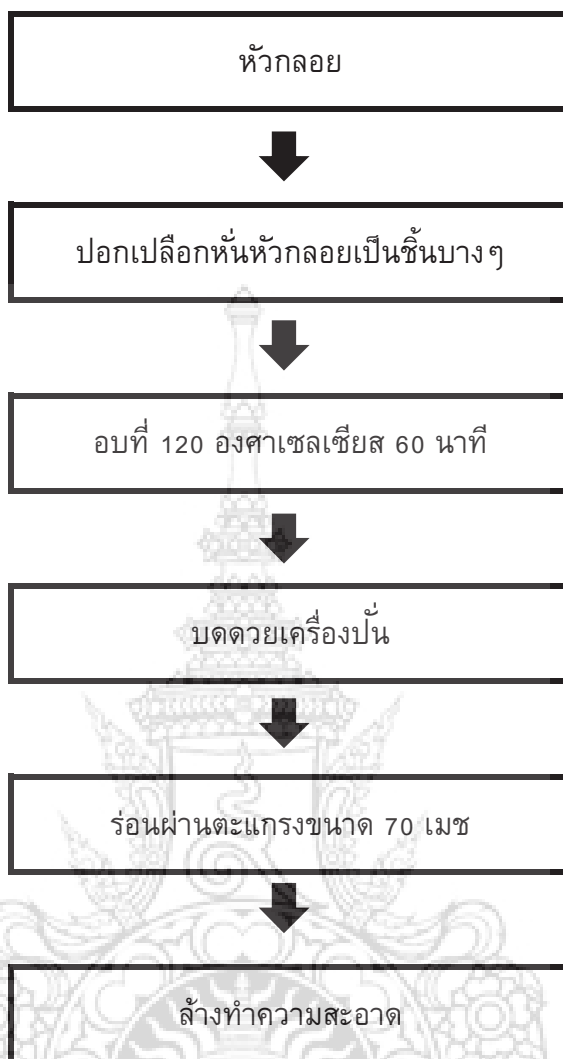 หัวกลอย
ปอกเปลือกหั่นหัวกลอยเป็นชิ้นบาง ๆ
อบที่ 120 องศาเซลเซียส 60 นาที
บดดวยเครื่องปั่น
ร่อนผ่านตะแกรงขนาด 70 เมช
ล้างทำความสะอาด